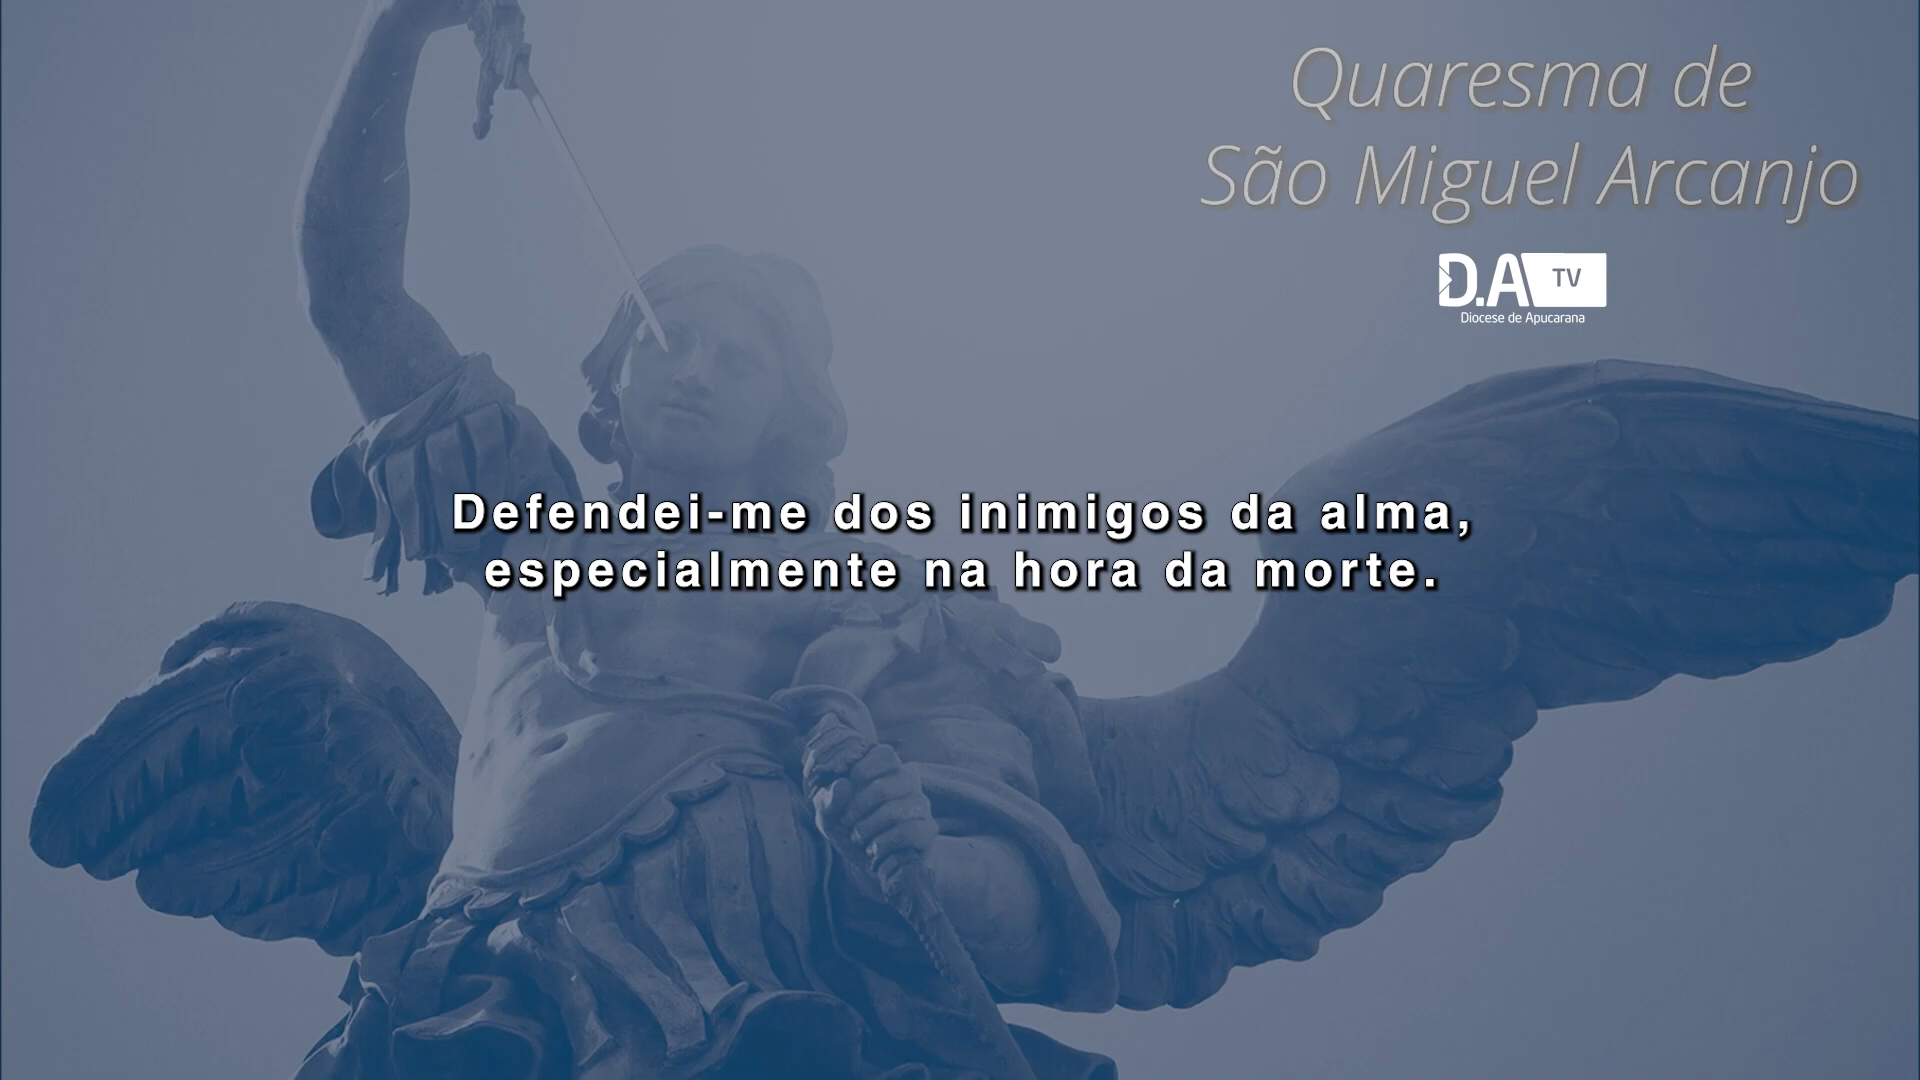 Quaresma de
São Miguel Arcanjo
D.A TV
Diocese de Apucarana
Defendei-me dos inimigos da alma,
especialmente na hora da morte.